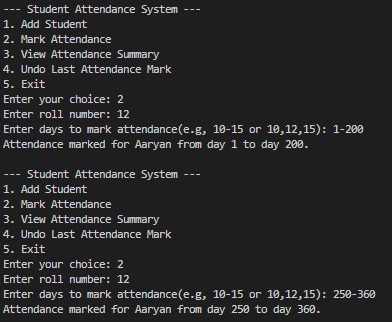 --- Student Attendance System ---
1. Add Student
2. Mark Attendance
3. View Attendance Summary
4. Undo Last Attendance Mark
5. Exit
Enter your choice: 2
Enter roll number: 12
Enter days to mark attendance(e.g, 10-15 or 10,12,15): 1-200
Attendance marked for Aaryan from day 1 to day 200.

--- Student Attendance System ---
1. Add Student
2. Mark Attendance
3. View Attendance Summary
4. Undo Last Attendance Mark
5. Exit
Enter your choice: 2
Enter roll number: 12
Enter days to mark attendance(e.g, 10-15 or 10,12,15): 250-360
Attendance marked for Aaryan from day 250 to day 360.